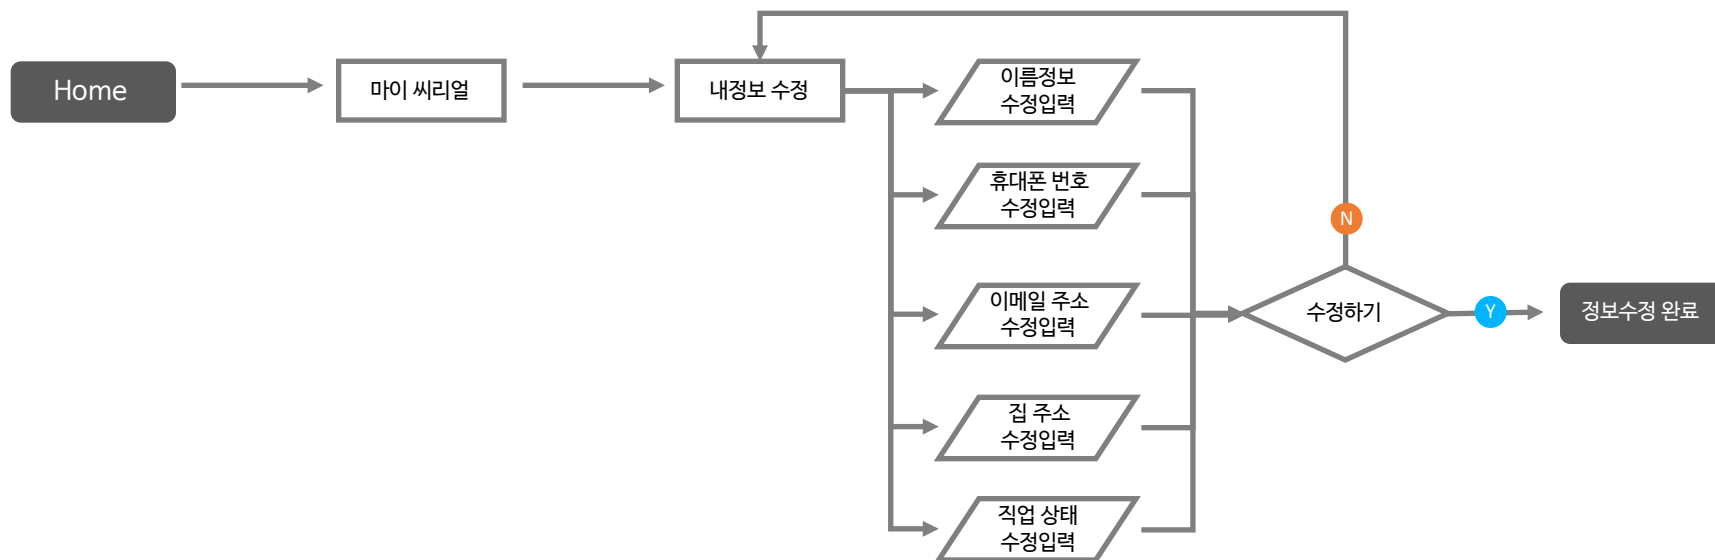 Home
마이 씨리얼
내정보 수정
이름정보
수정입력
휴대폰 번호
수정입력
이메일 주소
수정입력
집 주소
수정입력
직업 상태
수정입력
N
수정하기
Y
정보수정 완료